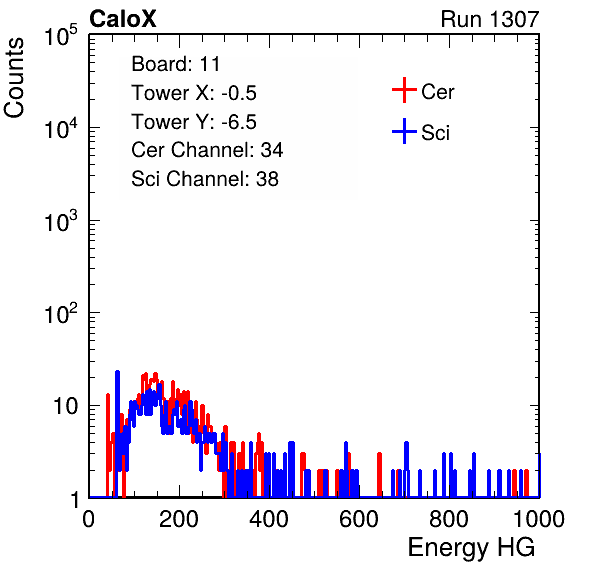 CaloX Run 1307
Counts
10^5
10^4
10^3
10^2
10
1
Board: 11
Tower X: -0.5
Tower Y: -6.5
Cer Channel: 34
Sci Channel: 38
Cer
Sci
0 200 400 600 800 1000
Energy HG